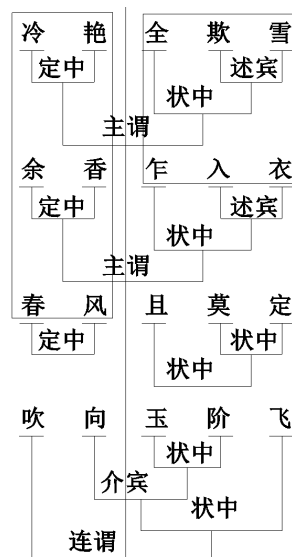 冷 艳 全 欺 雪
定中 述宾
状中
主谓
余 香 乍 入 衣
定中 述宾
状中
主谓
春 风 且 莫 定
定中 状中
状中
吹 向 玉 阶 飞
状中
介宾 状中
连谓